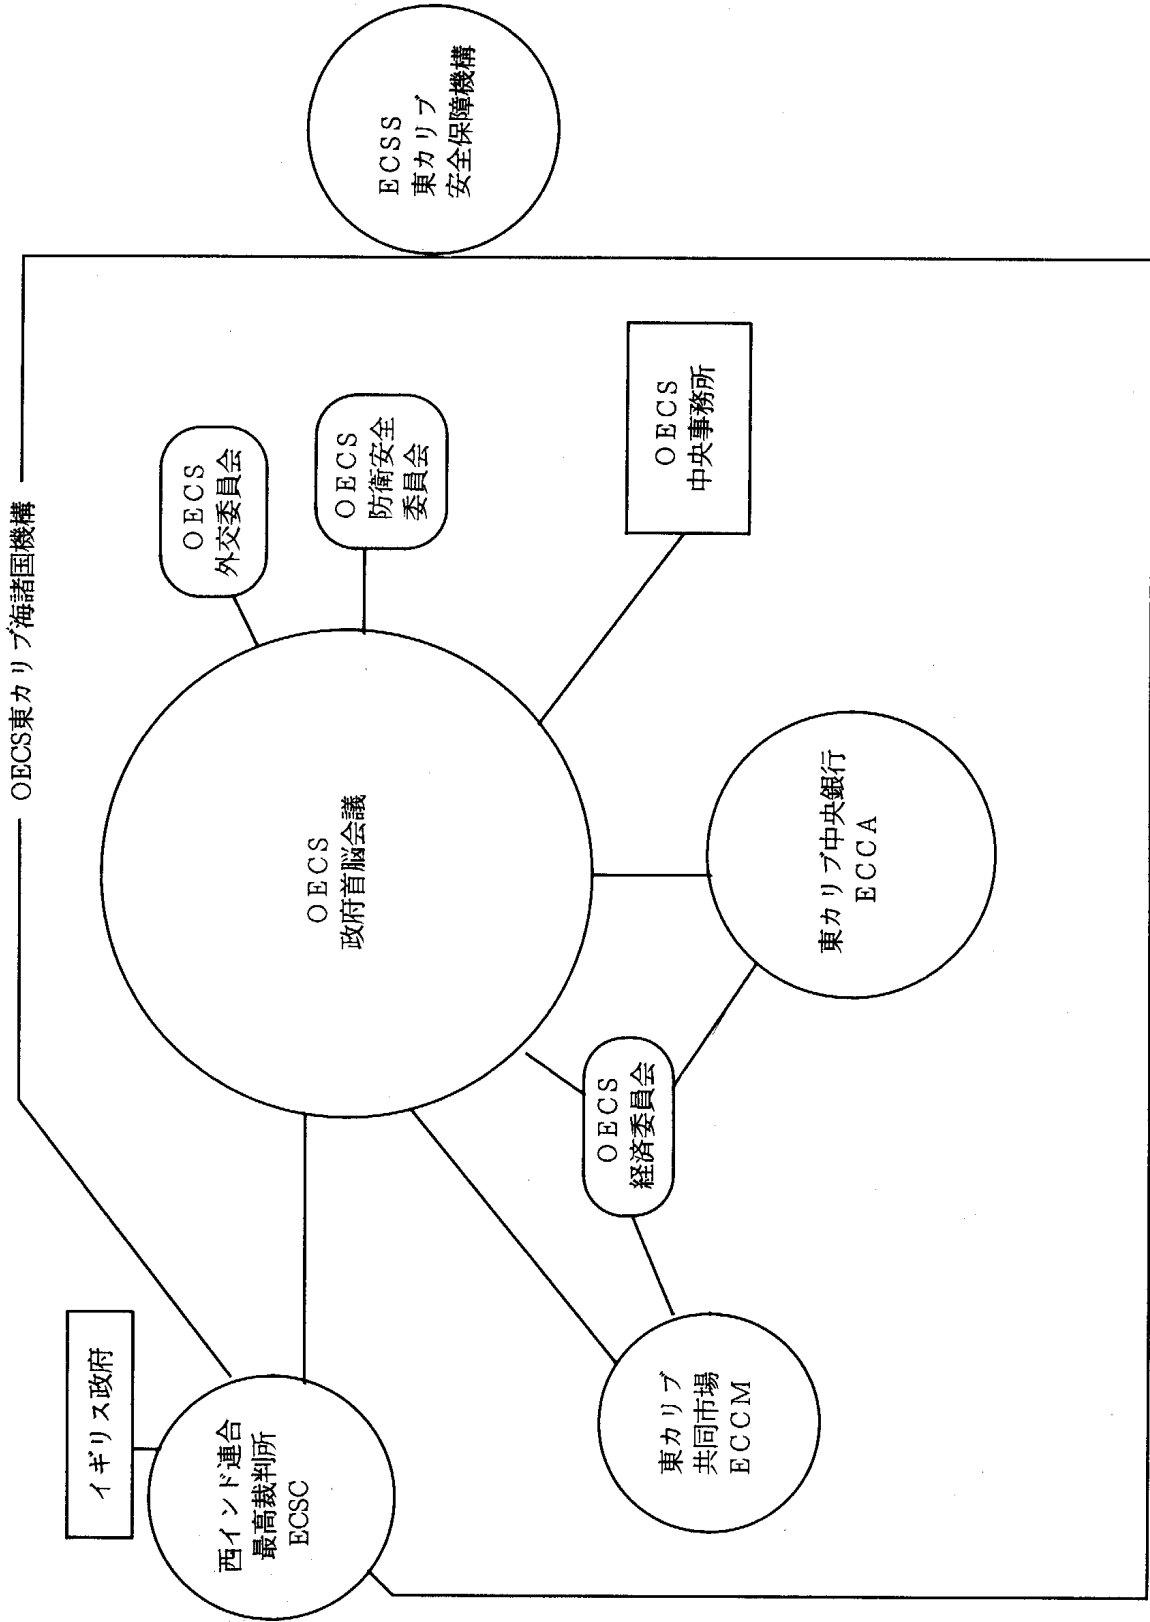 OECS東カリブ海諸国機構
イギリス政府
西インド連合
最高裁判所
ECSC
OECS
政府首脳会議
OECS
外交委員会
OECS
防衛安全
委員会
ECSS
東カリブ
安全保障機構
東カリブ
共同市場
ECCM
OECS
経済委員会
東カリブ中央銀行
ECCA
OECS
中央事務所